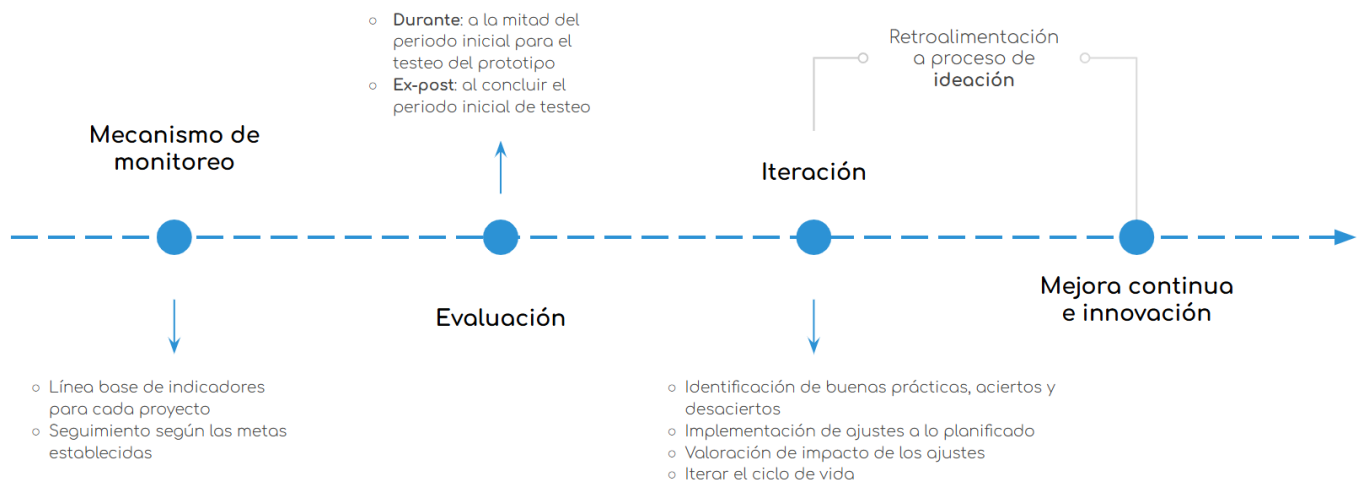 Mecanismo de
monitoreo
○ Línea base de indicadores
para cada proyecto
○ Seguimiento según las metas
establecidas
○ Durante: a la mitad del
periodo inicial para el
testeo del prototipo
○ Ex-post: al concluir el
periodo inicial de testeo
Evaluación
Iteración
○ Identificación de buenas prácticas, aciertos y
desaciertos
○ Implementación de ajustes a lo planificado
○ Valoración de impacto de los ajustes
○ Iterar el ciclo de vida
Retroalimentación
a proceso de
ideación
Mejora continua
e innovación